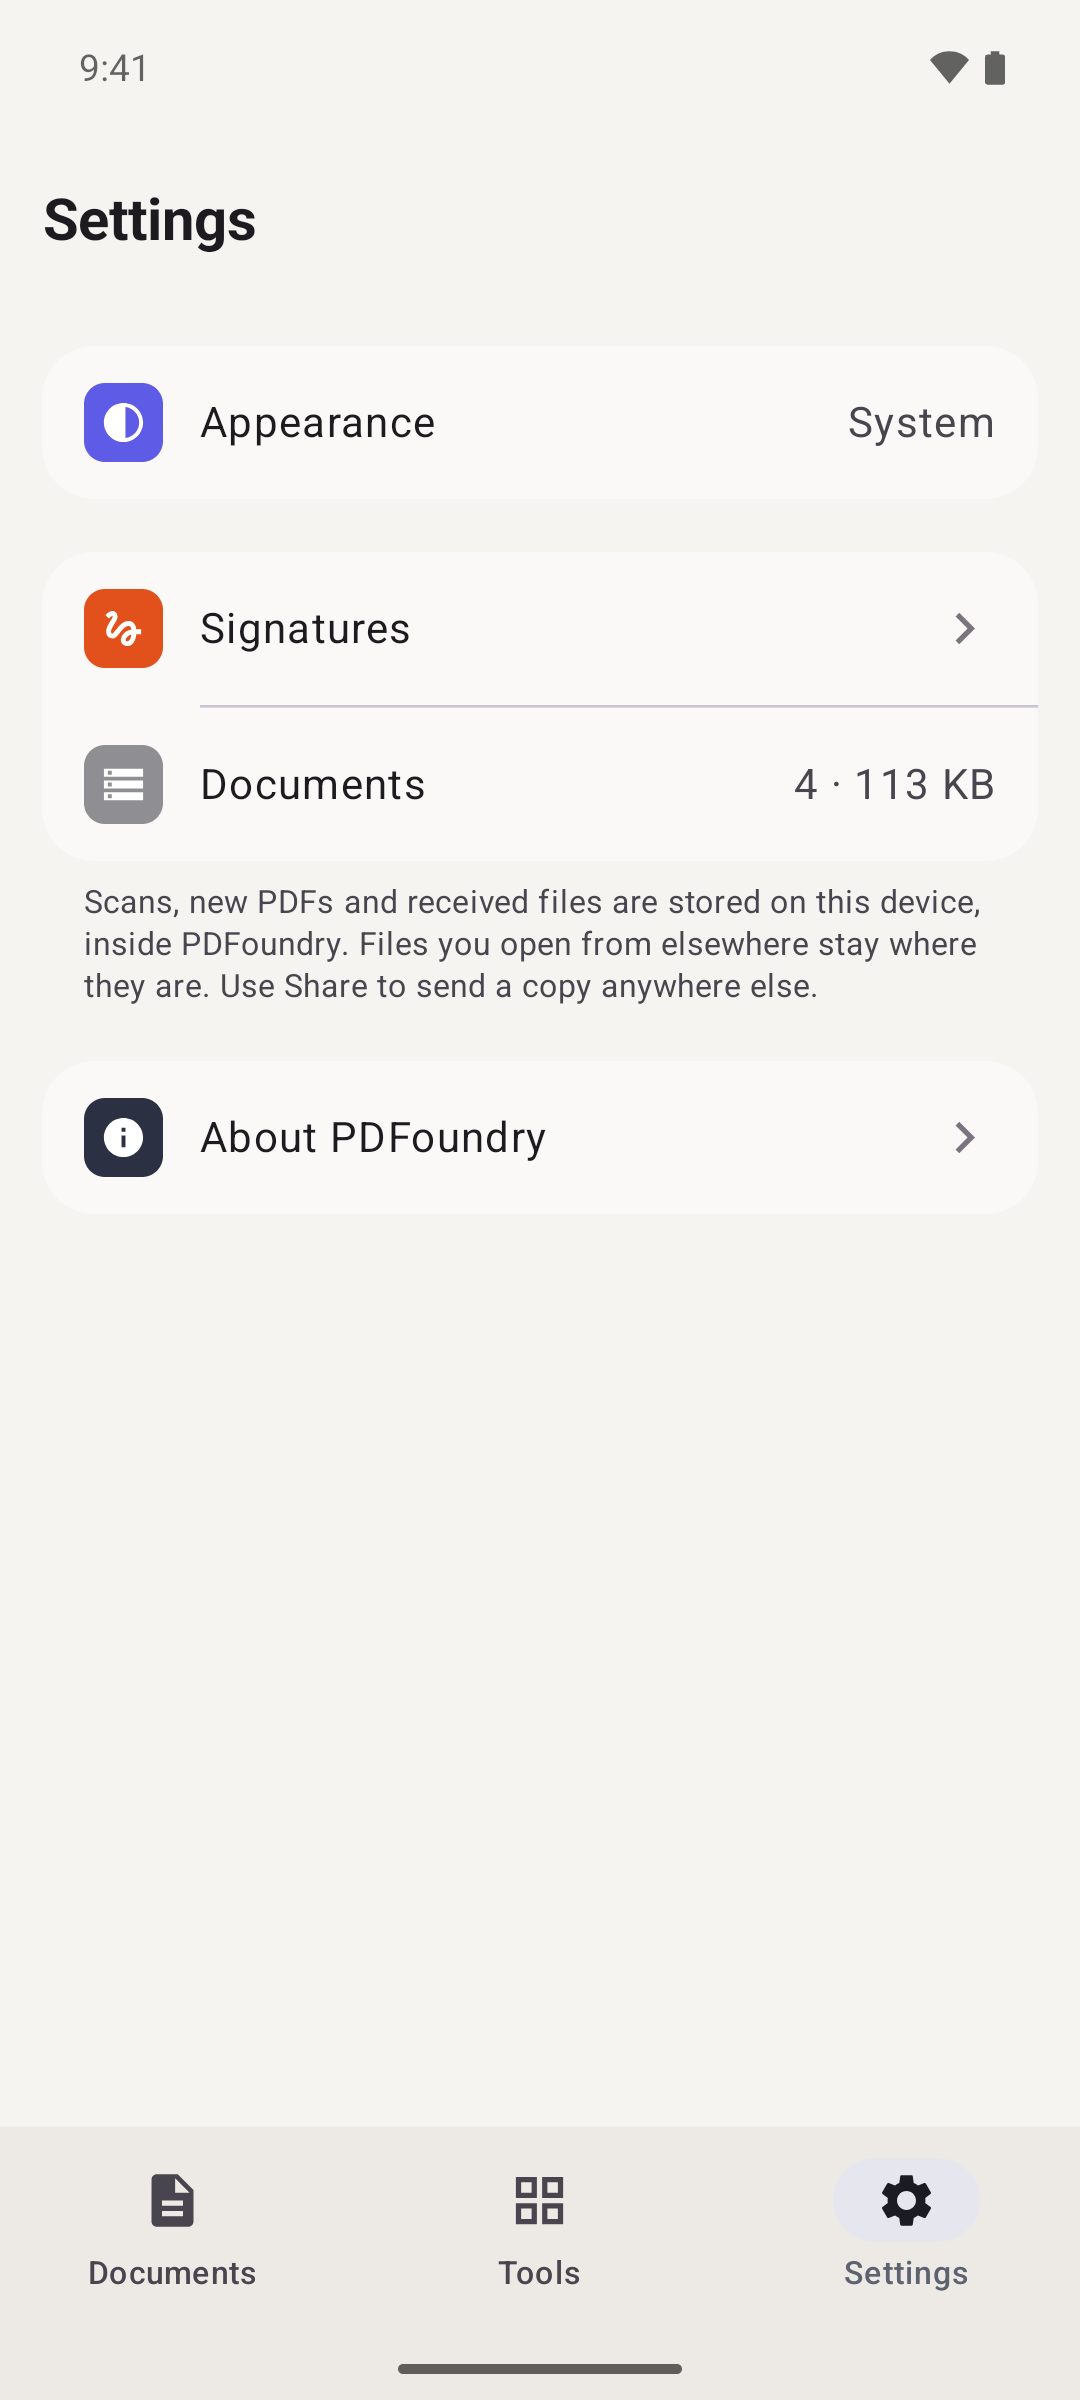 9:41
Settings
Appearance
System
Signatures
Documents
4 · 113 KB
Scans, new PDFs and received files are stored on this device,
inside PDFoundry. Files you open from elsewhere stay where
they are. Use Share to send a copy anywhere else.
About PDFoundry
Documents
Tools
Settings